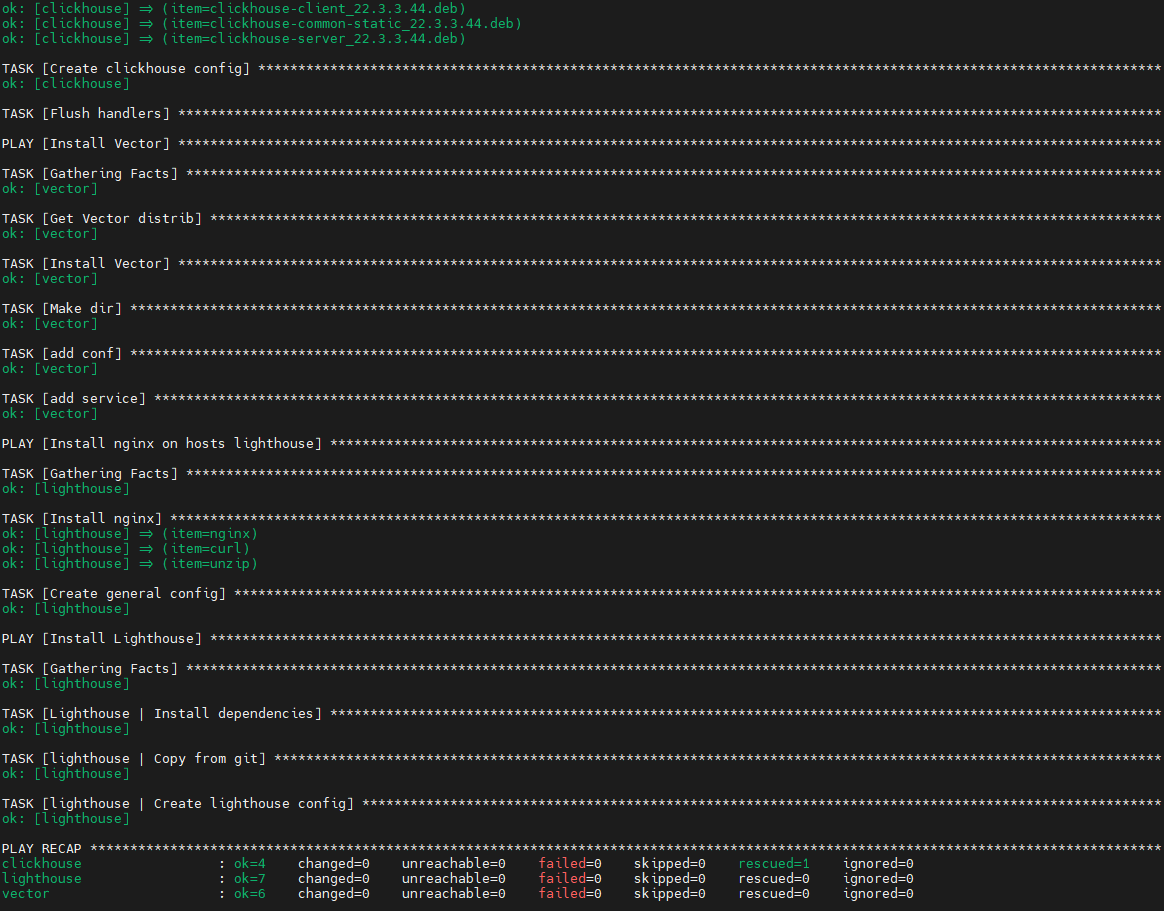 ok: [clickhouse] => (item=clickhouse-client_22.3.3.44.deb)
ok: [clickhouse] => (item=clickhouse-common-static_22.3.3.44.deb)
ok: [clickhouse] => (item=clickhouse-server_22.3.3.44.deb)
TASK [Create clickhouse config] *****************************************************************************************************************
ok: [clickhouse]
TASK [Flush handlers] ***************************************************************************************************************************
PLAY [Install Vector] ***************************************************************************************************************************
TASK [Gathering Facts] **************************************************************************************************************************
ok: [vector]
TASK [Get Vector distrib] ***********************************************************************************************************************
ok: [vector]
TASK [Install Vector] ***************************************************************************************************************************
ok: [vector]
TASK [Make dir] *********************************************************************************************************************************
ok: [vector]
TASK [add conf] *********************************************************************************************************************************
ok: [vector]
TASK [add service] ******************************************************************************************************************************
ok: [vector]
PLAY [Install nginx on hosts lighthouse] ********************************************************************************************************
TASK [Gathering Facts] **************************************************************************************************************************
ok: [lighthouse]
TASK [Install nginx] ****************************************************************************************************************************
ok: [lighthouse] => (item=nginx)
ok: [lighthouse] => (item=curl)
ok: [lighthouse] => (item=unzip)
TASK [Create general config] ********************************************************************************************************************
ok: [lighthouse]
PLAY [Install Lighthouse] ***********************************************************************************************************************
TASK [Gathering Facts] **************************************************************************************************************************
ok: [lighthouse]
TASK [Lighthouse | Install dependencies] ********************************************************************************************************
ok: [lighthouse]
TASK [lighthouse | Copy from git] ***************************************************************************************************************
ok: [lighthouse]
TASK [lighthouse | Create lighthouse config] ****************************************************************************************************
ok: [lighthouse]
PLAY RECAP **************************************************************************************************************************************
clickhouse : ok=4 changed=0 unreachable=0 failed=0 skipped=0 rescued=1 ignored=0
lighthouse : ok=7 changed=0 unreachable=0 failed=0 skipped=0 rescued=0 ignored=0
vector : ok=6 changed=0 unreachable=0 failed=0 skipped=0 rescued=0 ignored=0